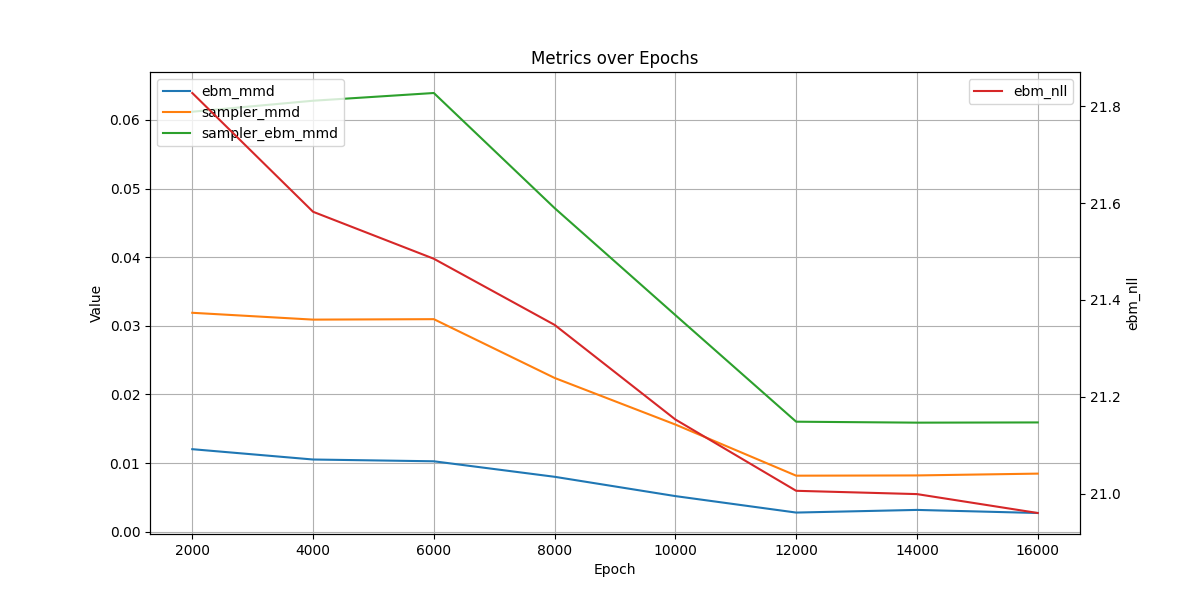 Metrics over Epochs
ebm_mmd
sampler_mmd
sampler_ebm_mmd
ebm_nll
0.06
0.05
0.04
0.03
0.02
0.01
0.00
Value
21.8
21.6
21.4
21.2
21.0
ebm_nll
2000 4000 6000 8000 10000 12000 14000 16000
Epoch